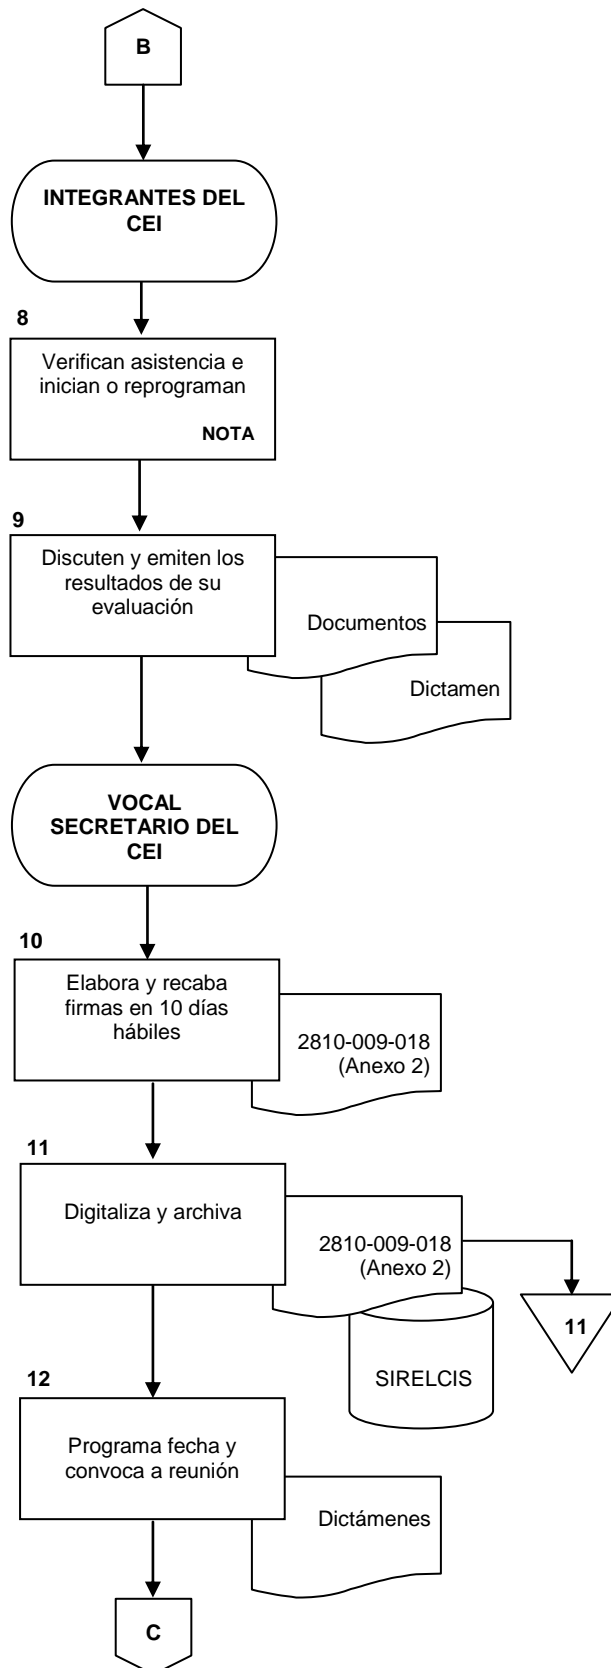 B
INTEGRANTES DEL
CEI
8
Verifican asistencia e
inician o reprograman
NOTA
9
Discuten y emiten los
resultados de su
evaluación
Documentos
Dictamen
VOCAL
SECRETARIO DEL
CEI
10
Elabora y recaba
firmas en 10 días
hábiles
2810-009-018
(Anexo 2)
11
Digitaliza y archiva
2810-009-018
(Anexo 2)
11
SIRELCIS
12
Programa fecha y
convoca a reunión
Dictámenes
C